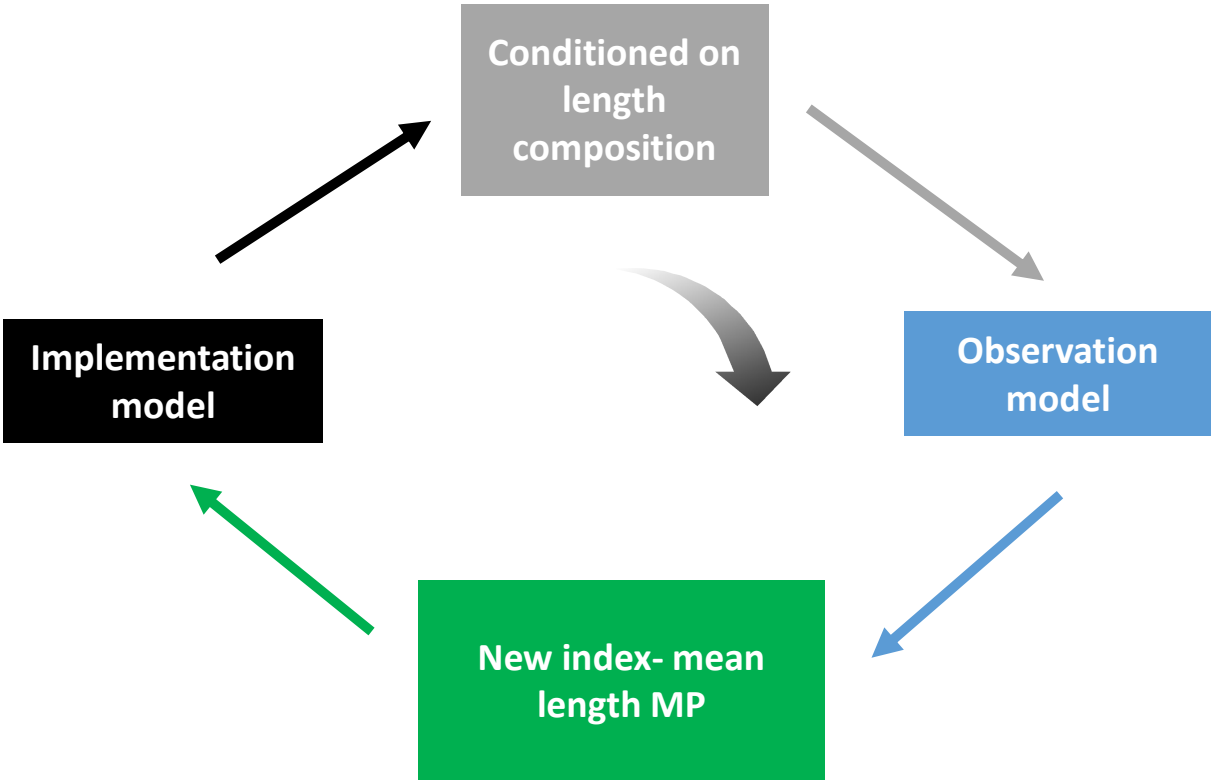 Conditioned on
length
composition
Implementation
model
Observation
model
New index- mean
length MP